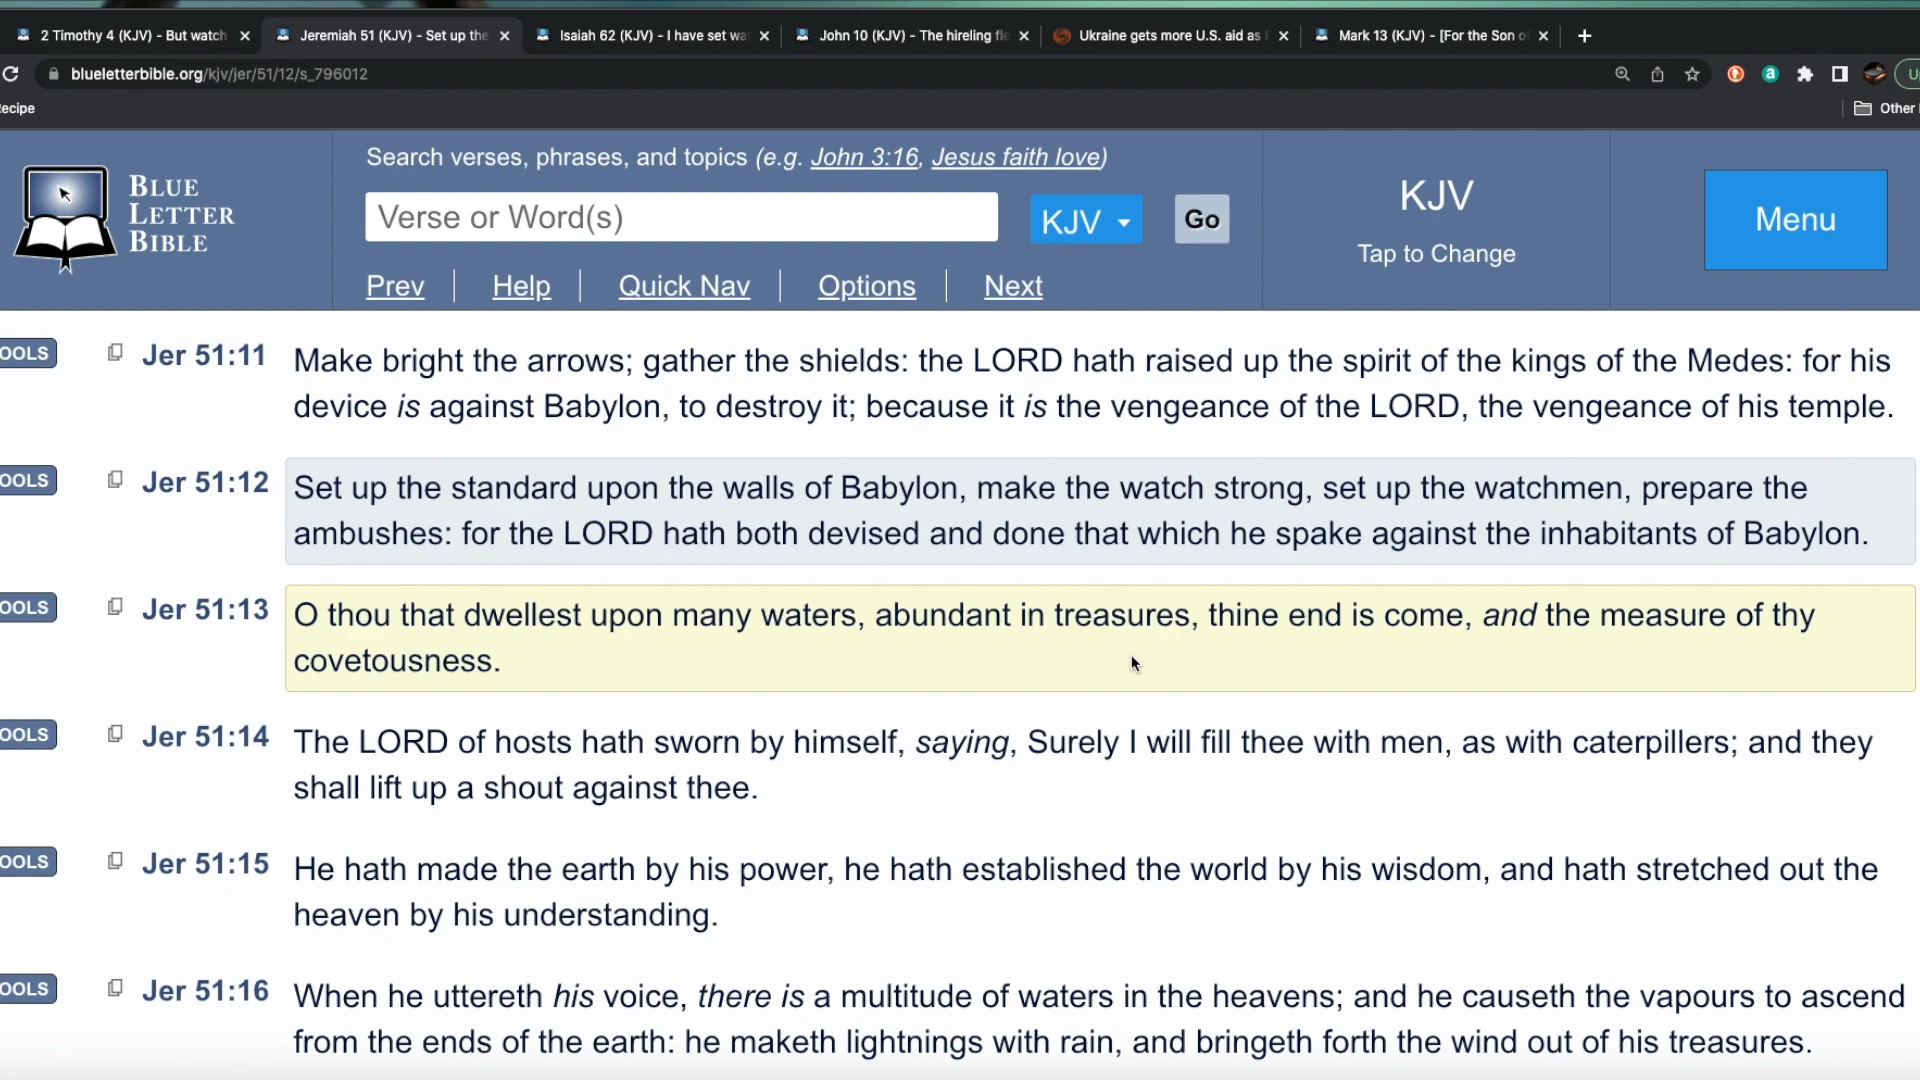 2 Timothy 4 (KJV) - But watch
Jeremiah 51 (KJV) - Set up the
Isaiah 62 (KJV) - I have set wa
John 10 (KJV) - The hireling fle
Ukraine gets more U.S. aid as
Mark 13 (KJV) - [For the Son o
blueletterbible.org/kjv/jer/51/12/s_796012
ecipe
Other
BLUE
LETTER
BIBLE
Search verses, phrases, and topics (e.g. John 3:16, Jesus faith love)
Verse or Word(s)
KJV
Go
Prev
Help
Quick Nav
Options
Next
KJV
Tap to Change
Menu
OOLS
Jer 51:11
Make bright the arrows; gather the shields: the LORD hath raised up the spirit of the kings of the Medes: for his
device is against Babylon, to destroy it; because it is the vengeance of the LORD, the vengeance of his temple.
OOLS
Jer 51:12
Set up the standard upon the walls of Babylon, make the watch strong, set up the watchmen, prepare the
ambushes: for the LORD hath both devised and done that which he spake against the inhabitants of Babylon.
OOLS
Jer 51:13
O thou that dwellest upon many waters, abundant in treasures, thine end is come, and the measure of thy
covetousness.
OOLS
Jer 51:14
The LORD of hosts hath sworn by himself, saying, Surely I will fill thee with men, as with caterpillers; and they
shall lift up a shout against thee.
OOLS
Jer 51:15
He hath made the earth by his power, he hath established the world by his wisdom, and hath stretched out the
heaven by his understanding.
OOLS
Jer 51:16
When he uttereth his voice, there is a multitude of waters in the heavens; and he causeth the vapours to ascend
from the ends of the earth: he maketh lightnings with rain, and bringeth forth the wind out of his treasures.